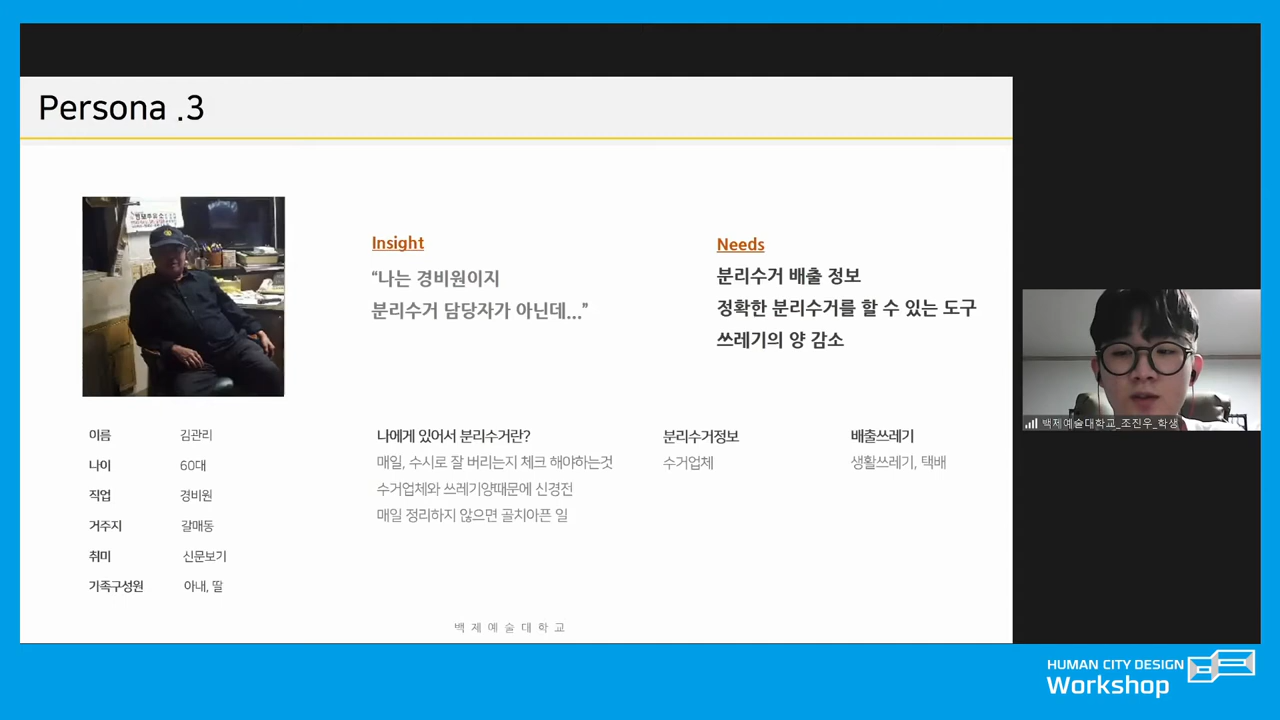 Persona .3
Insight
“나는 경비원이지
분리수거 담당자가 아닌데...”
Needs
분리수거 배출 정보
정확한 분리수거를 할 수 있는 도구
쓰레기의 양 감소
이름 김관리
나이 60대
직업 경비원
거주지 갈매동
취미 신문보기
가족구성원 아내, 딸
나에게 있어서 분리수거란?
매일, 수시로 잘 버리는지 체크 해야하는것
수거업체와 쓰레기양때문에 신경전
매일 정리하지 않으면 골치아픈 일
분리수거정보
수거업체
배출쓰레기
생활쓰레기, 택배
백제예술대학교
백제예술대학교_조진우_학생
HUMAN CITY DESIGN
Workshop